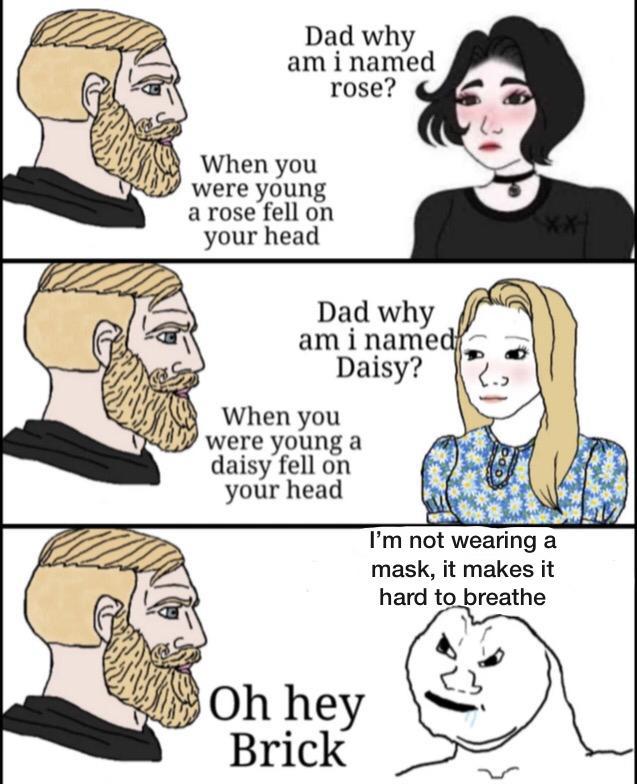 Dad why
am i named
rose?
When you
were young
a rose fell on
your head
Dad why
am i named
Daisy?
When you
were young a
daisy fell on
your head
I'm not wearing a
mask, it makes it
hard to breathe
Oh hey
Brick